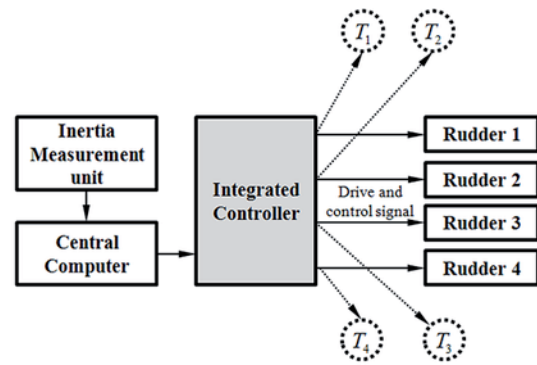 T1
T2
Inertia
Measurement
unit
Central
Computer
Integrated
Controller
Drive and
control signal
Rudder 1
Rudder 2
Rudder 3
Rudder 4
T4
T3